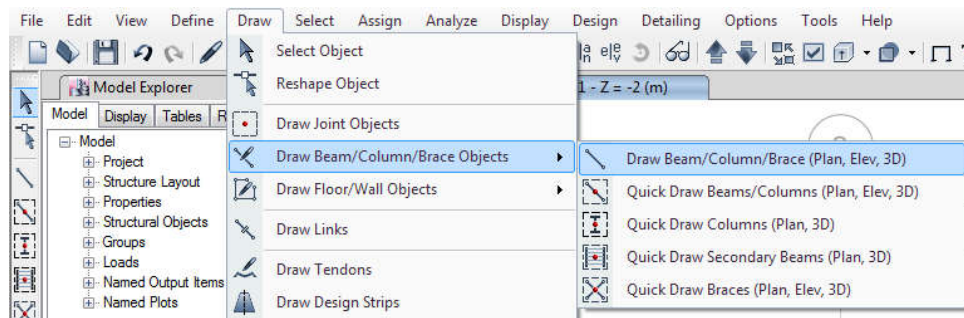 File Edit View Define Draw Select Assign Analyze Display Design Detailing Options Tools Help
Select Object
Reshape Object
Draw Joint Objects
Draw Beam/Column/Brace Objects
Draw Floor/Wall Objects
Draw Links
Draw Tendons
Draw Design Strips
Model Explorer
Model Display Tables R
Model
Project
Structure Layout
Properties
Structural Objects
Groups
Loads
Named Output Items
Named Plots
1 - Z = -2 (m)
Draw Beam/Column/Brace (Plan, Elev, 3D)
Quick Draw Beams/Columns (Plan, Elev, 3D)
Quick Draw Columns (Plan, 3D)
Quick Draw Secondary Beams (Plan, 3D)
Quick Draw Braces (Plan, Elev, 3D)